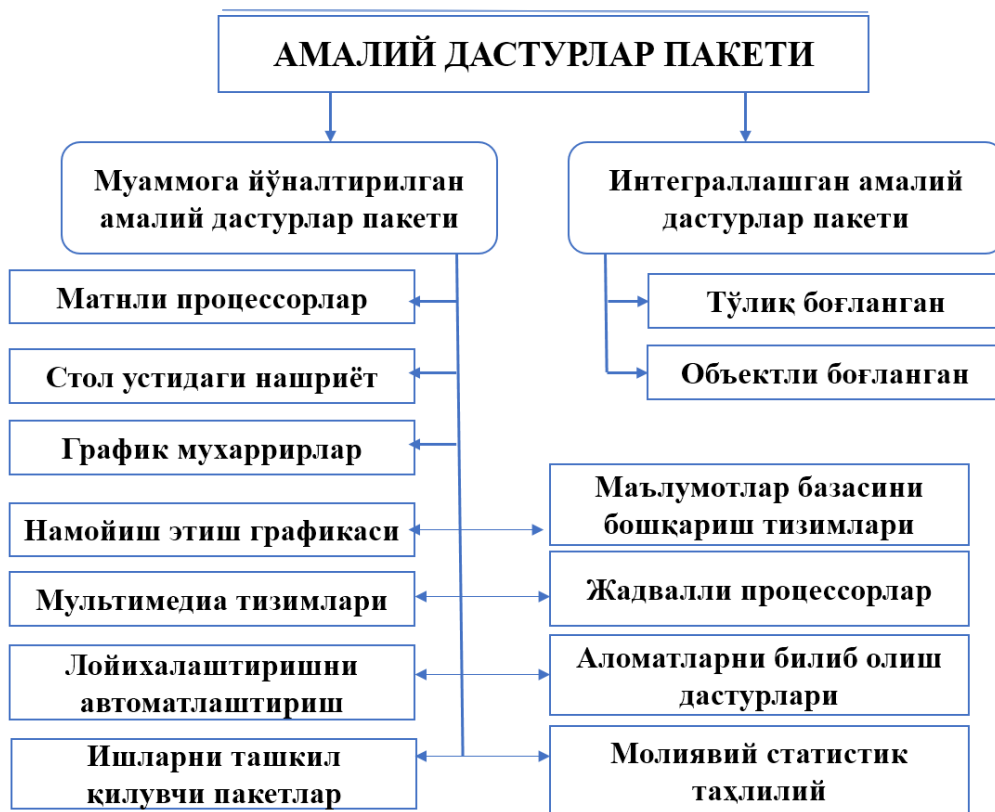 АМАЛИЙ ДАСТУРЛАР ПАКЕТИ
Муаммога йўналтирилган
амалий дастурлар пакети
Интеграллашган амалий
дастурлар пакети
Матнли процессорлар
Стол устидаги нашриёт
График мухаррирлар
Намойиш этиш графикаси
Мультимедиа тизимлари
Лойихалаштиришни
автоматлаштириш
Ишларни ташкил
қилувчи пакетлар
Тўлиқ боғланган
Объектли боғланган
Маълумотлар базасини
бошқариш тизимлари
Жадвалли процессорлар
Аломатларни билиб олиш
дастурлари
Молиявий статистик
таҳлилий